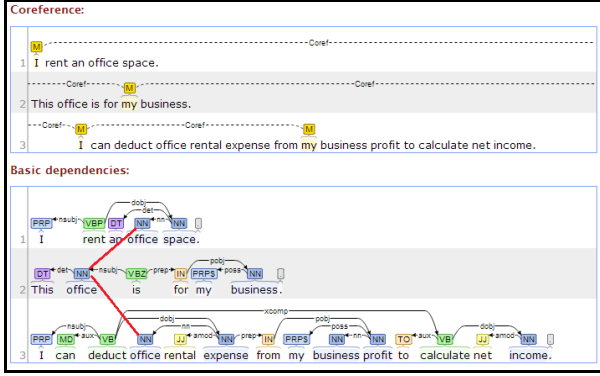 Coreference:
Coref
M
1 I rent an office space.
Coref Coref
M
2 This office is for my business.
Coref Coref
M M
3 I can deduct office rental expense from my business profit to calculate net income.
Basic dependencies:
dobj
det
PRP nsubj VBP DT NN nn NN
1 I rent an office space.
pobj
DT det NN nsubj VBZ prep IN PRP$ poss NN
2 This office is for my business.
xcomp
dobj pobj
nsubj nn poss
PRP MD aux VB NN JJ amod NN prep IN PRP$ NN nn NN TO aux VB dobj JJ amod NN
3 I can deduct office rental expense from my business profit to calculate net income.